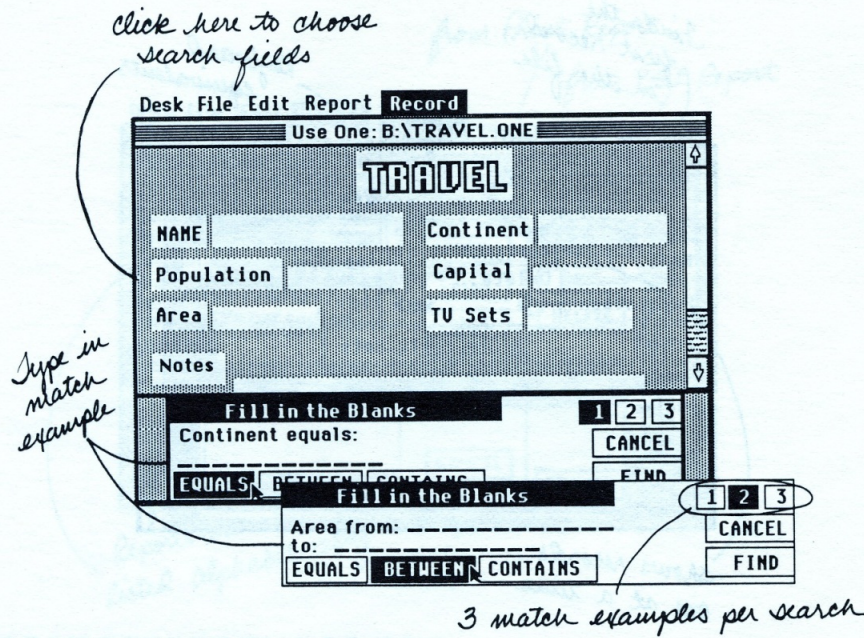 click here to choose
search fields
Desk File Edit Report Record
Use One: B:\TRAVEL.ONE
TRAVEL
NAME
Continent
Population
Capital
Area
TV Sets
Notes
Type in
match
example
Fill in the Blanks
1 2 3
Continent equals:
CANCEL
EQUALS BETWEEN CONTAINS
FIND
Fill in the Blanks
1 2 3
Area from:
CANCEL
to:
EQUALS BETWEEN CONTAINS
FIND
3 match examples per search